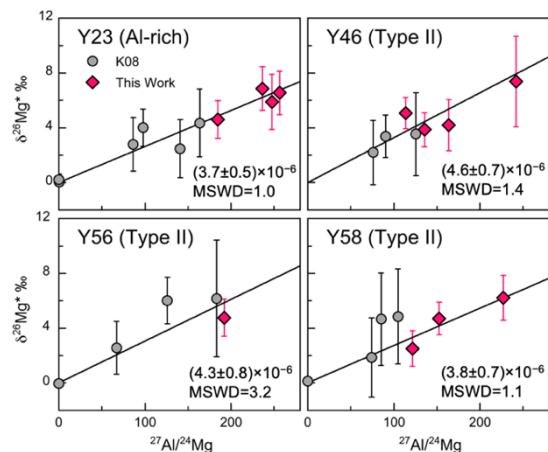 Y23 (Al-rich)
K08
This Work
(3.7±0.5)×10⁻⁶
MSWD=1.0
Y46 (Type II)
(4.6±0.7)×10⁻⁶
MSWD=1.4
12
8
4
0
δ²⁶Mg* ‰
Y56 (Type II)
(4.3±0.8)×10⁻⁶
MSWD=3.2
Y58 (Type II)
(3.8±0.7)×10⁻⁶
MSWD=1.1
12
8
4
0
δ²⁶Mg* ‰
0 100 200 0 100 200
²⁷Al/²⁴Mg ²⁷Al/²⁴Mg